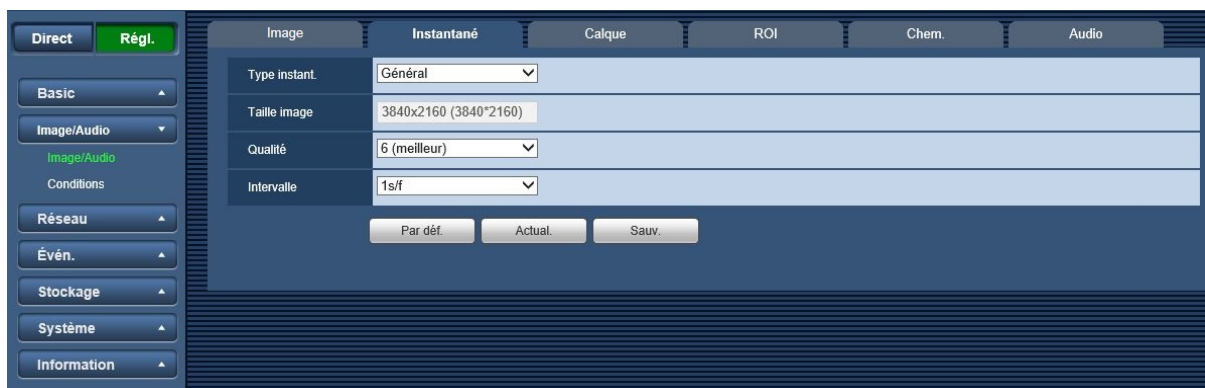 Direct Régl.
Basic
Image/Audio
Image/Audio
Conditions
Réseau
Évén.
Stockage
Système
Information
Image Instantané Calque ROI Chem. Audio
Type instant. Général
Taille image 3840x2160 (3840*2160)
Qualité 6 (meilleur)
Intervalle 1s/f
Par déf. Actual. Sauv.